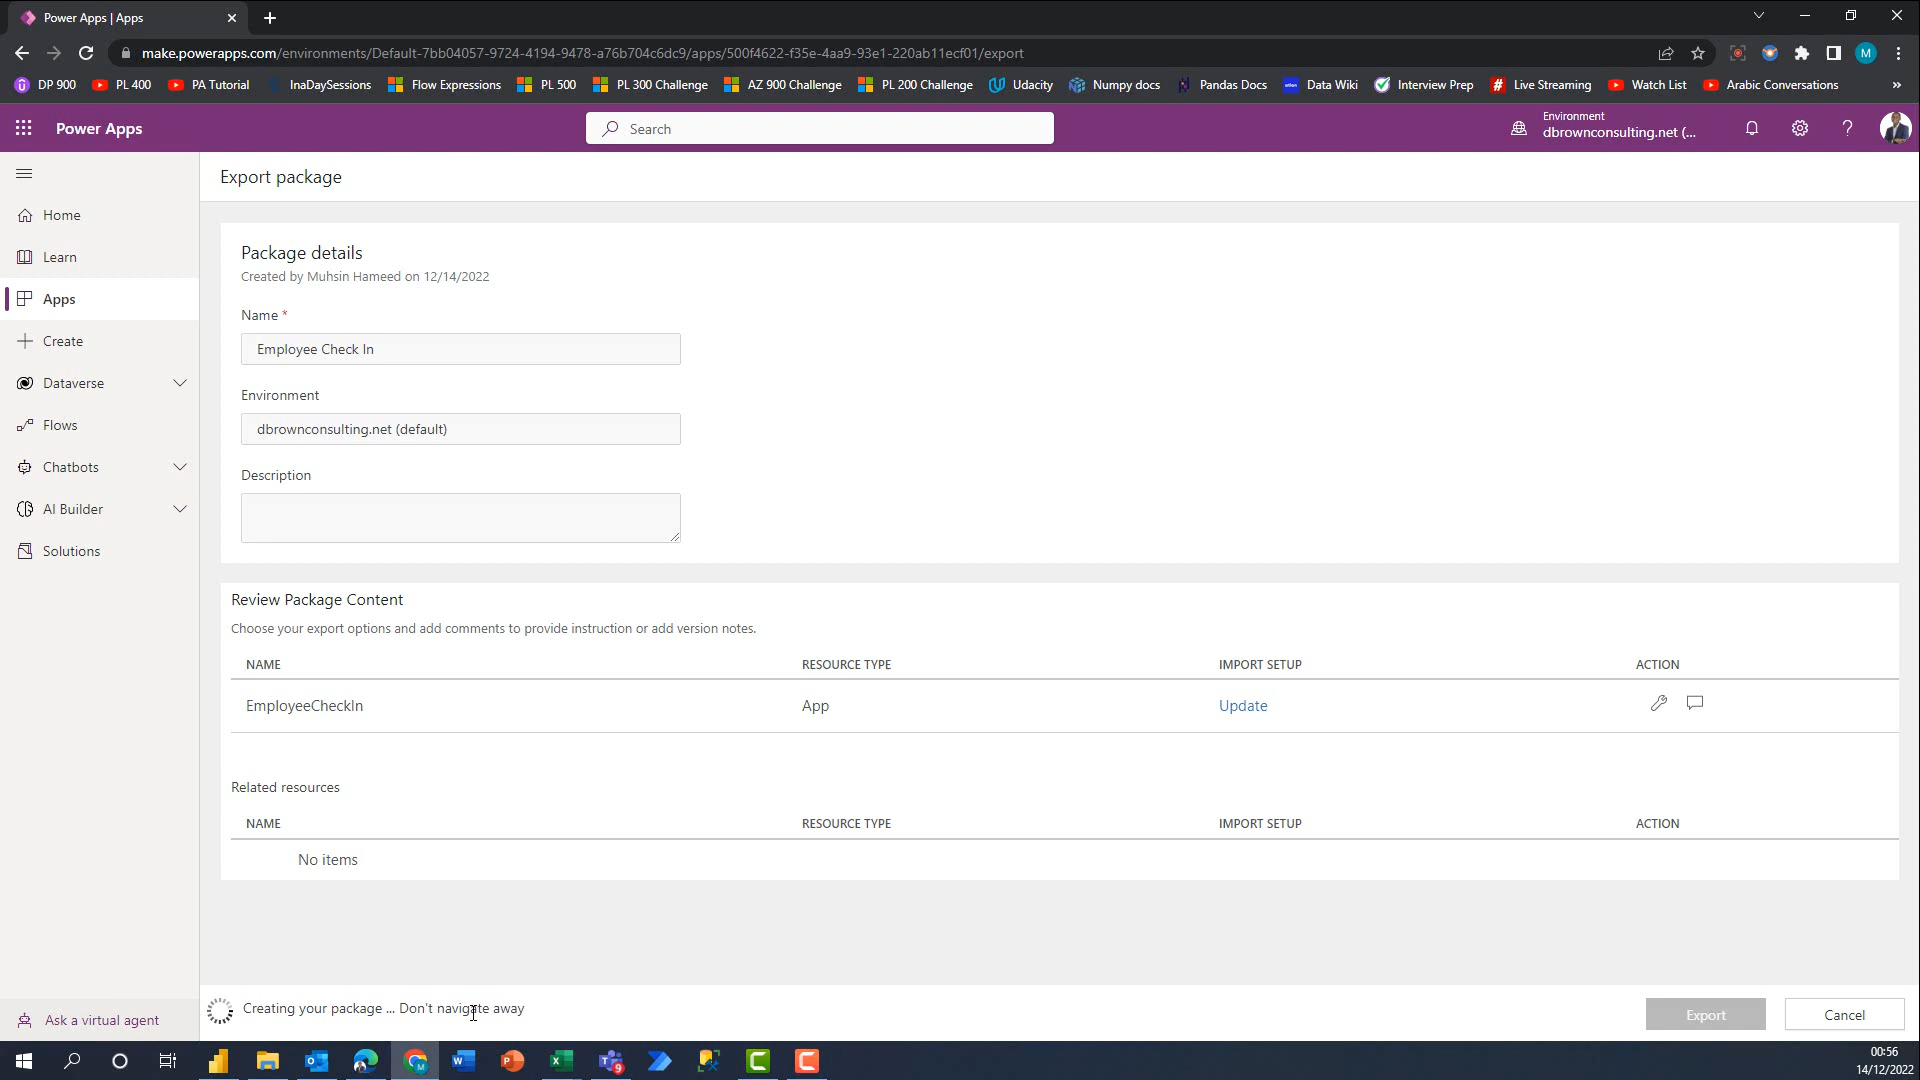 Power Apps | Apps
make.powerapps.com/environments/Default-7bb04057-9724-4194-9478-a76b704c6dc9/apps/500f4622-f35e-4aa9-93e1-220ab11ecf01/export
M
DP 900 PL 400 PA Tutorial InaDaySessions Flow Expressions PL 500 PL 300 Challenge AZ 900 Challenge PL 200 Challenge Udacity Numpy docs Pandas Docs Data Wiki Interview Prep Live Streaming Watch List Arabic Conversations »
Power Apps
Search
Environment
dbrownconsulting.net (...
Home
Learn
Apps
Create
Dataverse
Flows
Chatbots
AI Builder
Solutions
Ask a virtual agent
Export package
Package details
Created by Muhsin Hameed on 12/14/2022
Name *
Employee Check In
Environment
dbrownconsulting.net (default)
Description
Review Package Content
Choose your export options and add comments to provide instruction or add version notes.
NAME RESOURCE TYPE IMPORT SETUP ACTION
EmployeeCheckIn App Update
Related resources
NAME RESOURCE TYPE IMPORT SETUP ACTION
No items
Creating your package ... Don't navigate away
Export
Cancel
00:56
14/12/2022